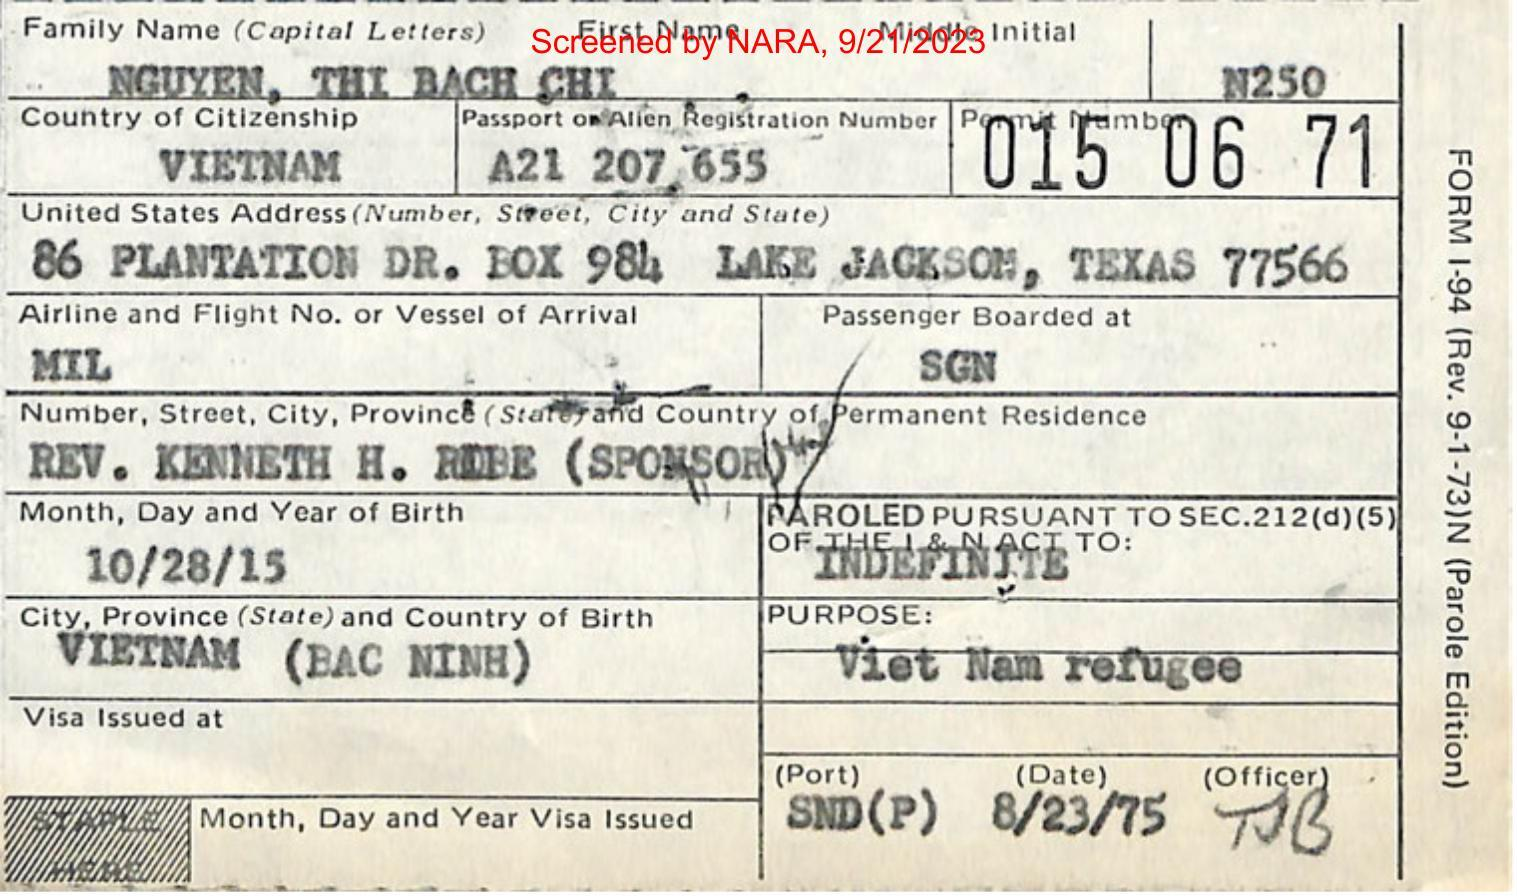 Family Name (Capital Letters) First Name Middle Initial
Screened by NARA, 9/21/2023
NGUYEN, THI BACH CHI N250
Country of Citizenship Passport or Alien Registration Number Permit Number
VIETNAM A21 207 655 015 06 71
United States Address (Number, Street, City and State)
86 PLANTATION DR. BOX 984 LAKE JACKSON, TEXAS 77566
Airline and Flight No. or Vessel of Arrival Passenger Boarded at
MIL SGN
Number, Street, City, Province (State) and Country of Permanent Residence
REV. KENNETH H. (SPONSOR)
Month, Day and Year of Birth
10/28/15
PAROLED PURSUANT TO SEC.212(d)(5)
OF THE I & N ACT TO:
INDEFINITE
City, Province (State) and Country of Birth
VIETNAM (BAC NINH)
PURPOSE:
Viet Nam refugee
Visa Issued at
(Port) (Date) (Officer)
SND(P) 8/23/75 TJB
STAPLE
HERE
Month, Day and Year Visa Issued
FORM I-94 (Rev. 9-1-73)N (Parole Edition)